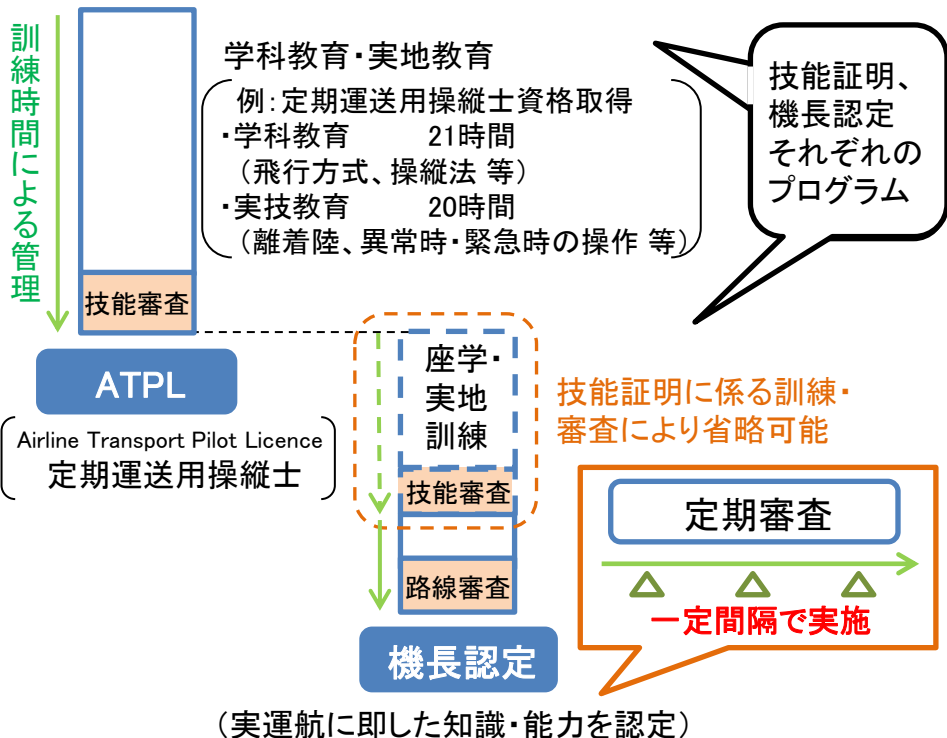 訓練時間による管理
学科教育・実地教育
例:定期運送用操縦士資格取得
・学科教育 21時間
(飛行方式、操縦法 等)
・実技教育 20時間
(離着陸、異常時・緊急時の操作 等)
技能証明、
機長認定
それぞれの
プログラム
技能審査
ATPL
Airline Transport Pilot Licence
定期運送用操縦士
座学・
実地
訓練
技能審査
路線審査
技能証明に係る訓練・
審査により省略可能
定期審査
一定間隔で実施
機長認定
(実運航に即した知識・能力を認定)